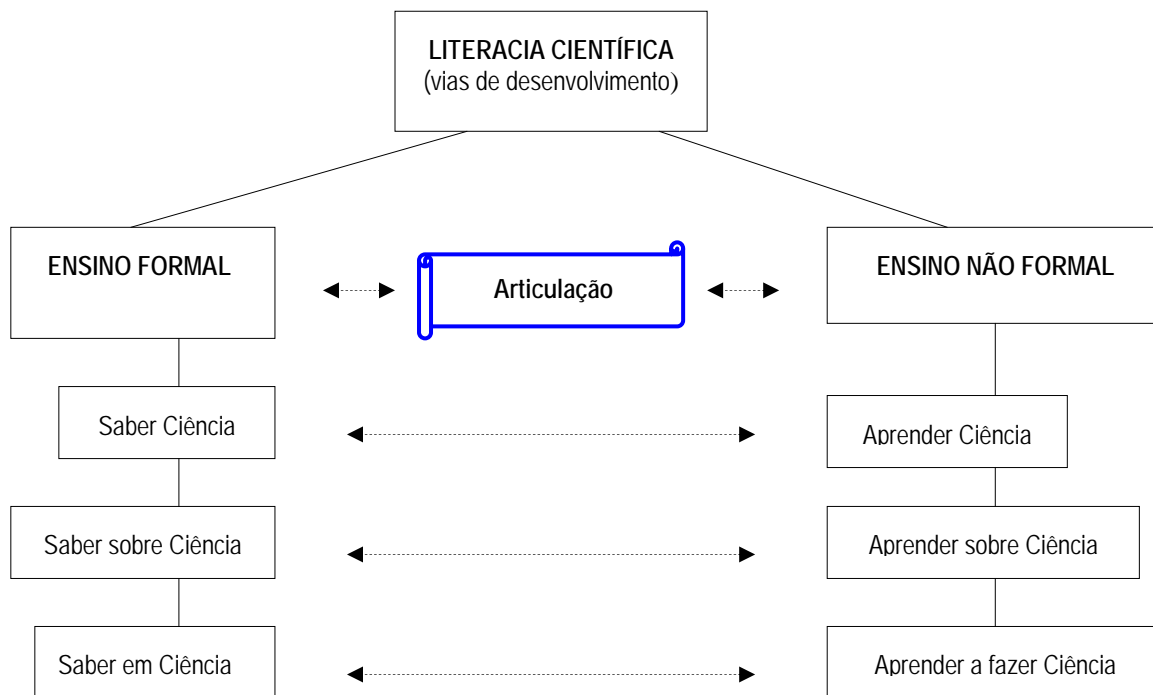 LITERACIA CIENTÍFICA
(vias de desenvolvimento)
ENSINO FORMAL
Articulação
ENSINO NÃO FORMAL
Saber Ciência
Aprender Ciência
Saber sobre Ciência
Aprender sobre Ciência
Saber em Ciência
Aprender a fazer Ciência